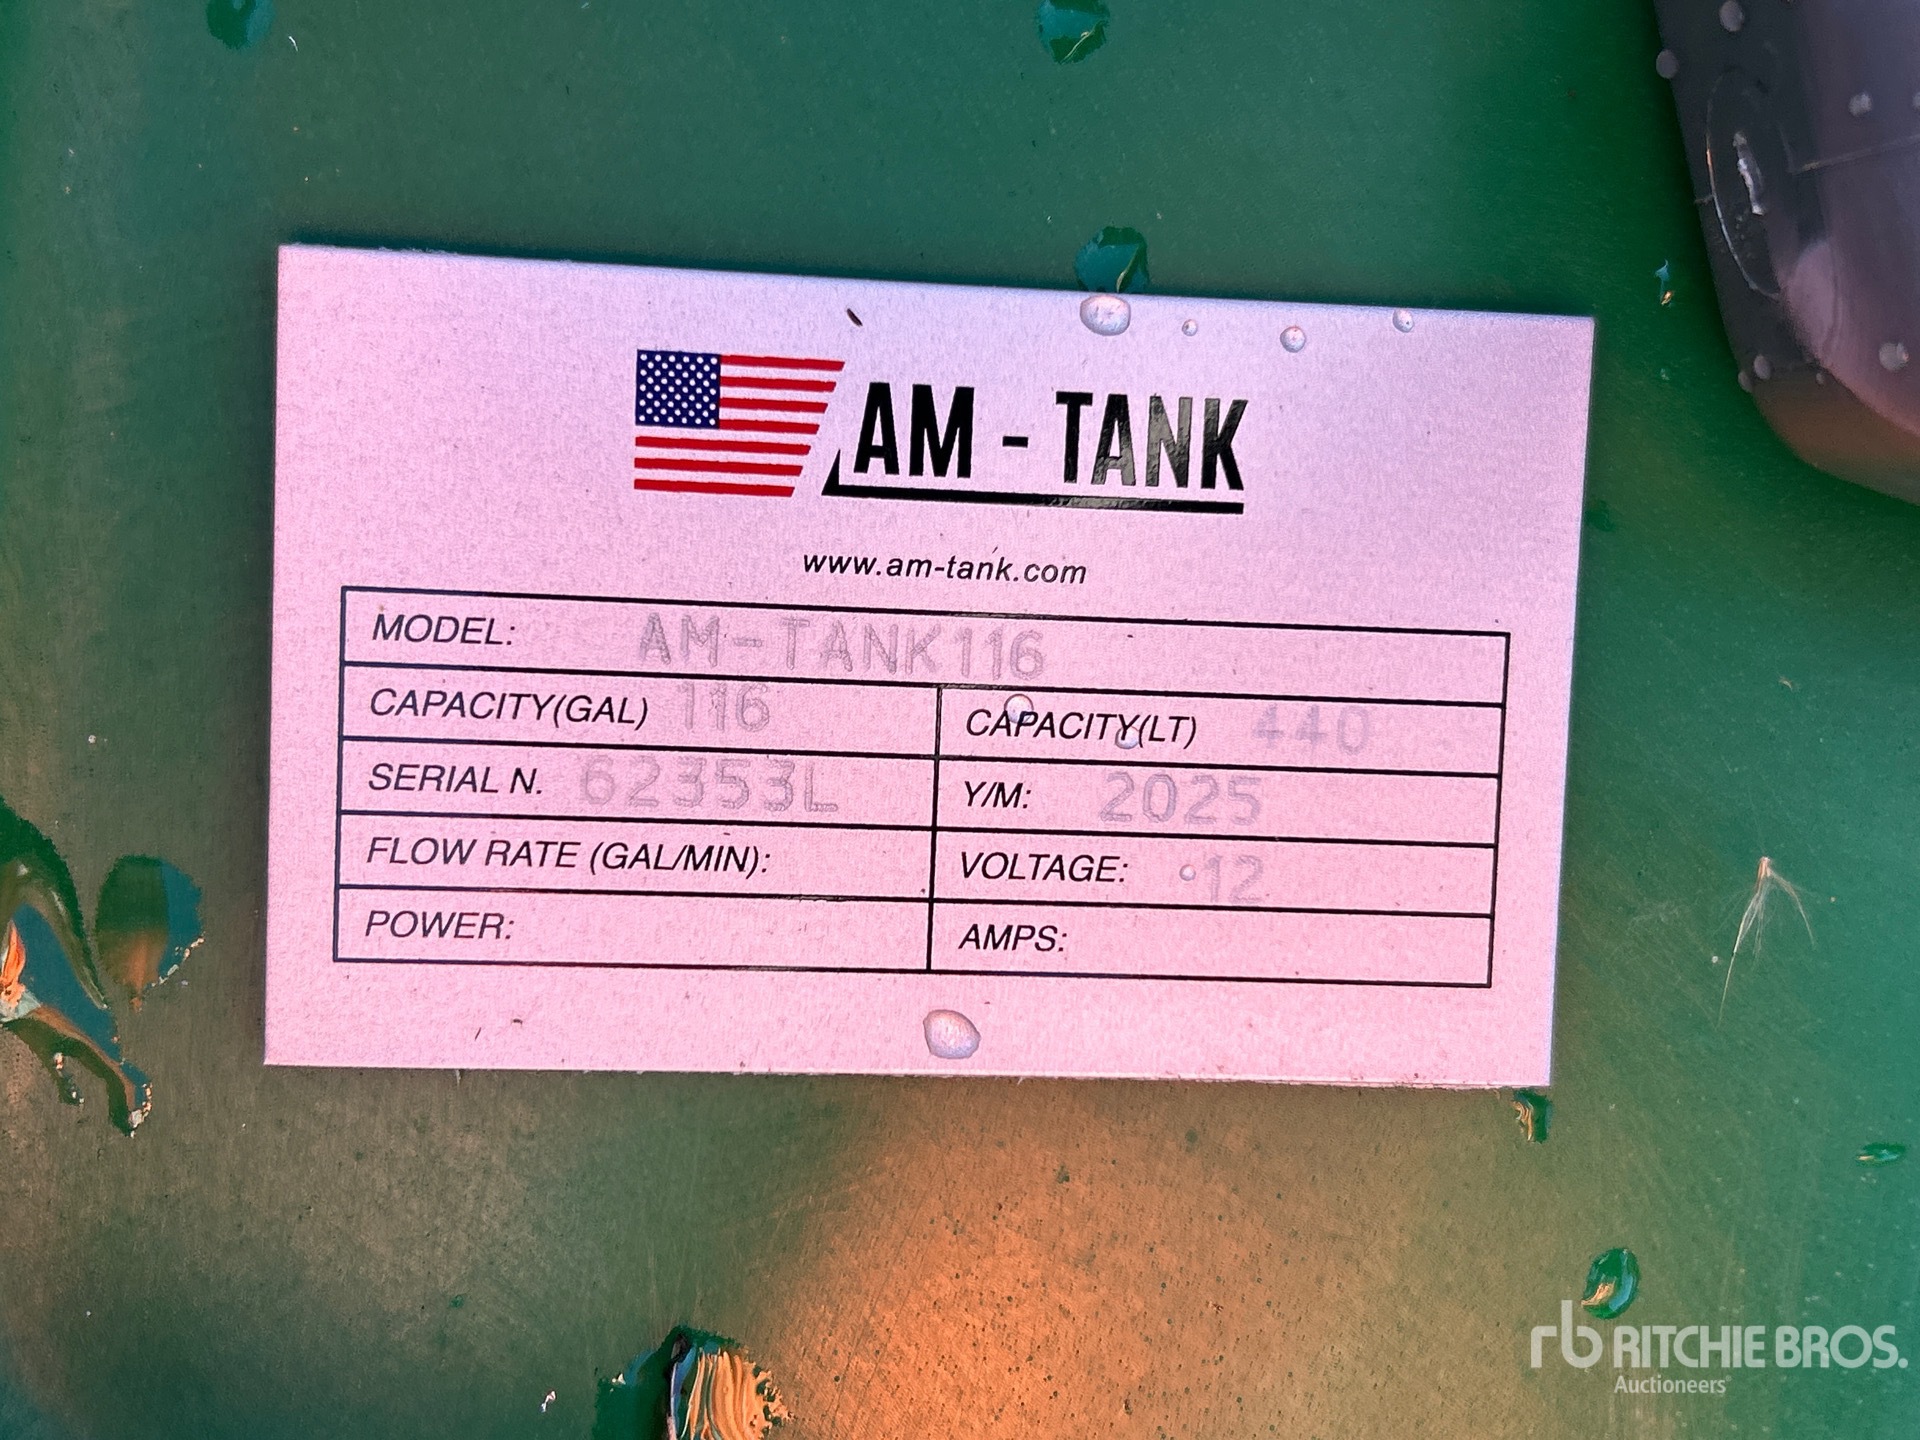 AM - TANK
www.am-tank.com
MODEL: AM-TANK116
CAPACITY(GAL) 116 CAPACITY(LT) 440
SERIAL N. 62353L Y/M: 2025
FLOW RATE (GAL/MIN): VOLTAGE: 12
POWER: AMPS:
rb RITCHIE BROS.
Auctioneers